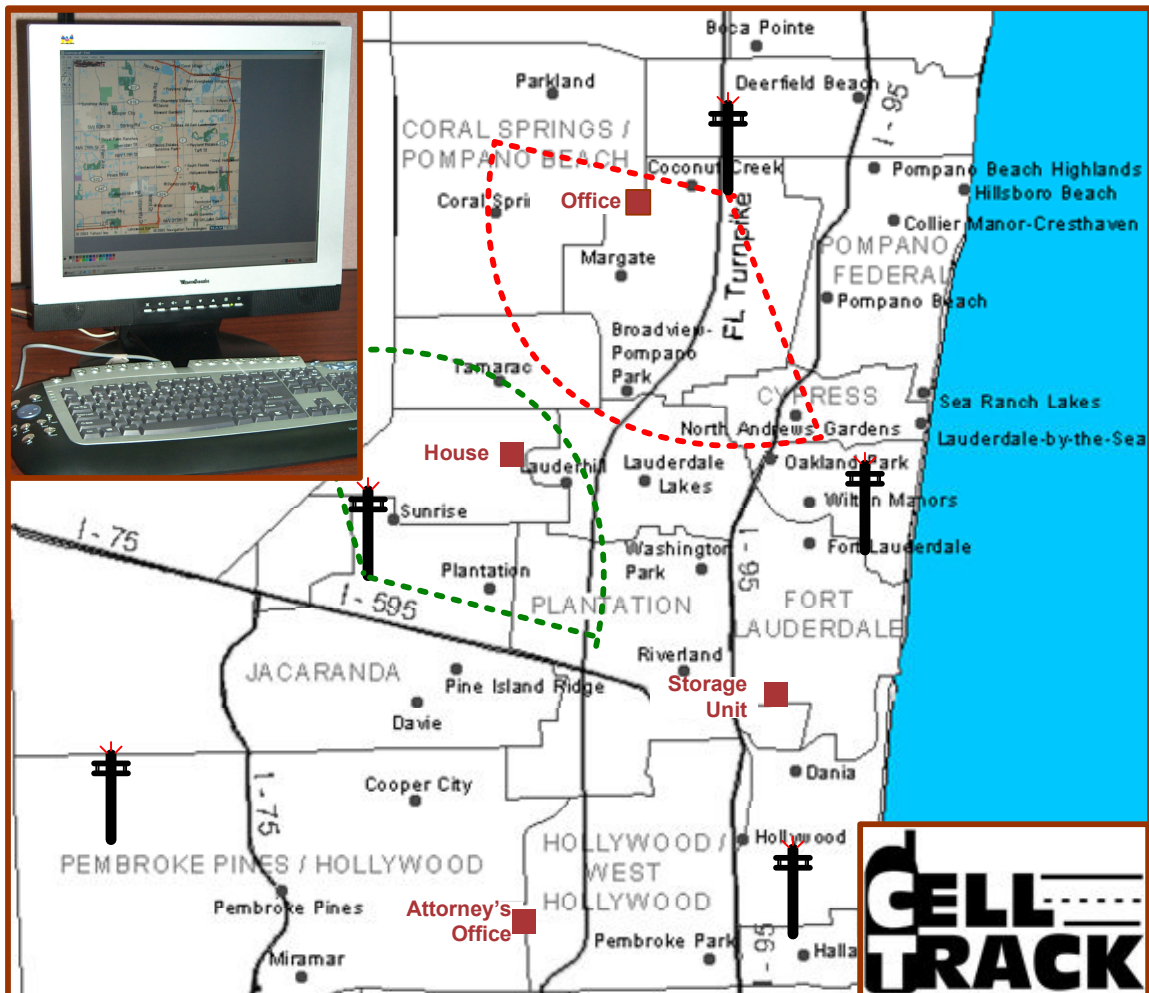 Boca Pointe
Parkland
Deerfield Beach
I - 95
CORAL SPRINGS /
POMPANO BEACH
Coconut Creek
Pompano Beach Highlands
Hillsboro Beach
Office
Coral Spri
Collier Manor-Cresthaven
FL Turnpike
POMPANO
FEDERAL
Margate
Pompano Beach
Broadview-
Pompano
Park
Tamarac
CYPRESS
Sea Ranch Lakes
North Andrews Gardens
Lauderdale-by-the-Sea
House
Lauderhill
Lauderdale
Lakes
Oakland Park
Wilton Manors
Sunrise
I - 75
Washington
Park
Fort Lauderdale
I - 95
Plantation
I - 595
PLANTATION
FORT
LAUDERDALE
Riverland
JACARANDA
Pine Island Ridge
Storage
Unit
Davie
Dania
Cooper City
I - 75
Hollywood
HOLLYWOOD /
WEST
HOLLYWOOD
PEMBROKE PINES / HOLLYWOOD
Pembroke Pines
Attorney's
Office
Pembroke Park
I - 95
Halla
Miramar
CELL
TRACK